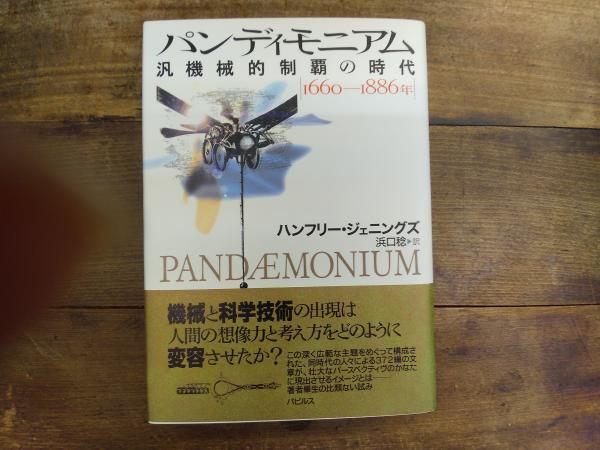 パンディモニアム
汎機械的制覇の時代
1660—1886年
ハンフリー・ジェニングズ
浜口稔▶訳
PANDÆMONIUM
機械と科学技術の出現は
人間の想像力と考え方をどのように
変容させたか?
この深く広範な主題をめぐって構成さ
れた、同時代の人々による372編の文
章が、壮大なパースペクティヴのかなた
に現出させるイメージとは——
著者畢生の比類ない試み
パピルス